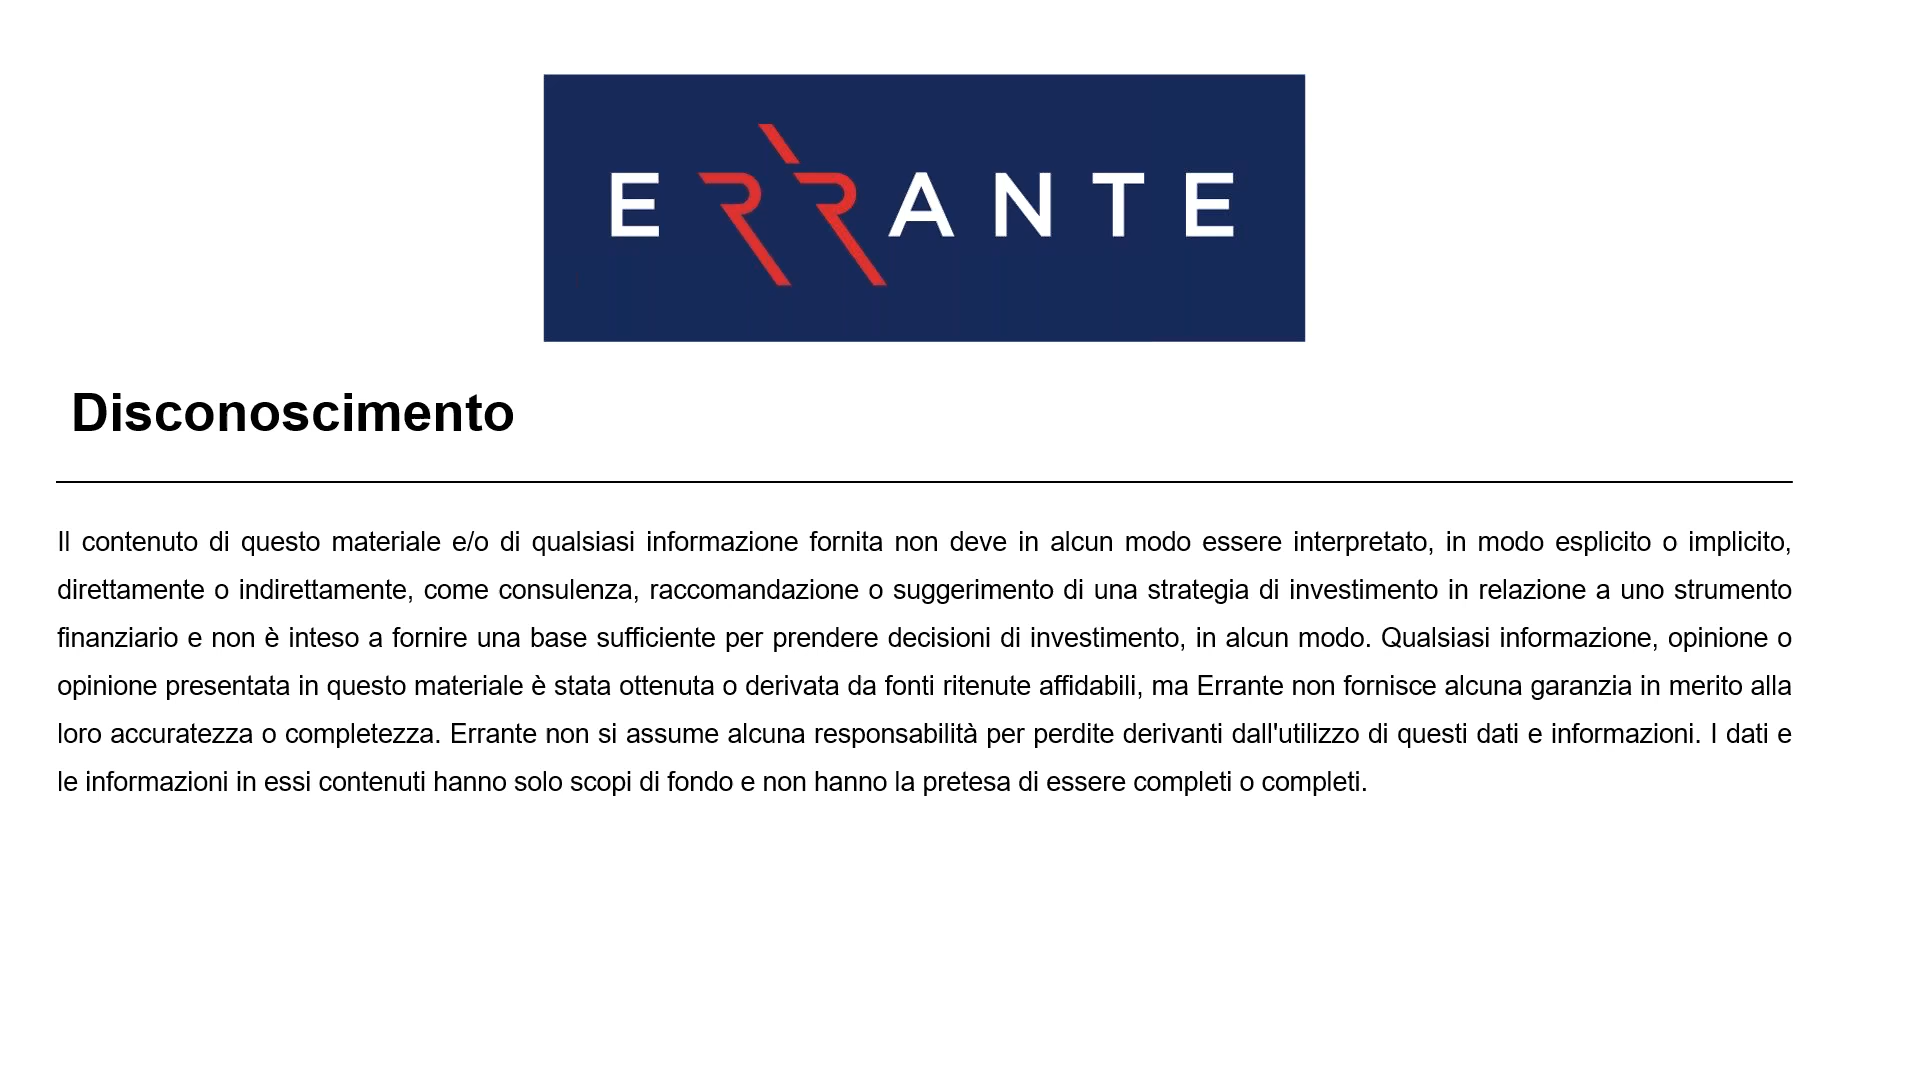 ERRANTE
Disconoscimento
Il contenuto di questo materiale e/o di qualsiasi informazione fornita non deve in alcun modo essere interpretato, in modo esplicito o implicito,
direttamente o indirettamente, come consulenza, raccomandazione o suggerimento di una strategia di investimento in relazione a uno strumento
finanziario e non è inteso a fornire una base sufficiente per prendere decisioni di investimento, in alcun modo. Qualsiasi informazione, opinione o
opinione presentata in questo materiale è stata ottenuta o derivata da fonti ritenute affidabili, ma Errante non fornisce alcuna garanzia in merito alla
loro accuratezza o completezza. Errante non si assume alcuna responsabilità per perdite derivanti dall'utilizzo di questi dati e informazioni. I dati e
le informazioni in essi contenuti hanno solo scopi di fondo e non hanno la pretesa di essere completi o completi.